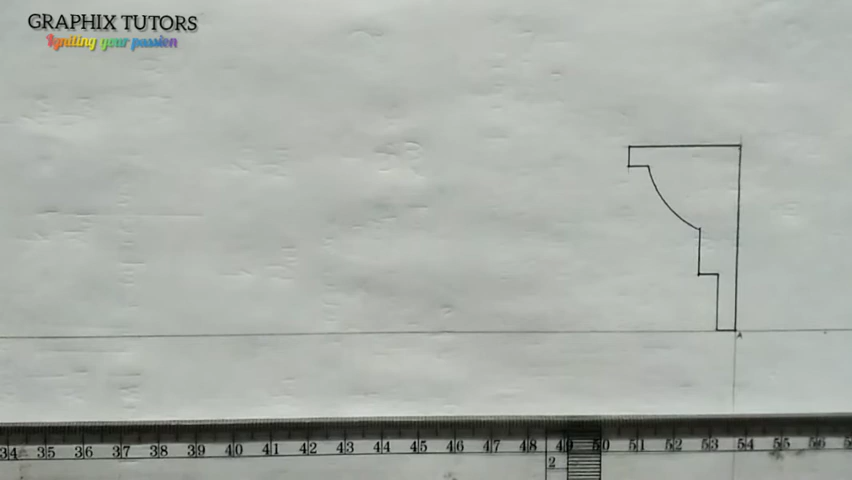 GRAPHIX TUTORS
Igniting your passion
34 35 36 37 38 39 40 41 42 43 44 45 46 47 48 49 50 51 52 53 54 55 56
2
A